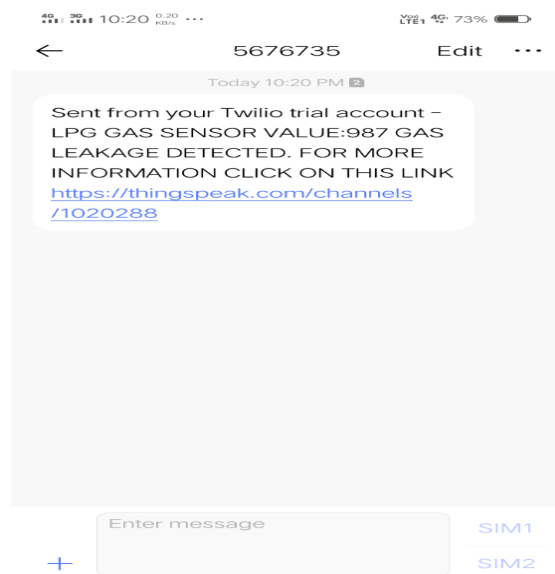 4G 3G 10:20 0.20 KB/s ... VoB LTE1 4G 73%
5676735 Edit ...
Today 10:20 PM 2
Sent from your Twilio trial account -
LPG GAS SENSOR VALUE:987 GAS
LEAKAGE DETECTED. FOR MORE
INFORMATION CLICK ON THIS LINK
https://thingspeak.com/channels
/1020288
Enter message
SIM1
SIM2